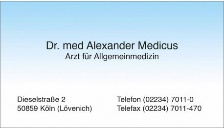 Dr. med Alexander Medicus
Arzt für Allgemeinmedizin
Dieselstraße 2 Telefon (02234) 7011-0
50859 Köln (Lövenich) Telefax (02234) 7011-470